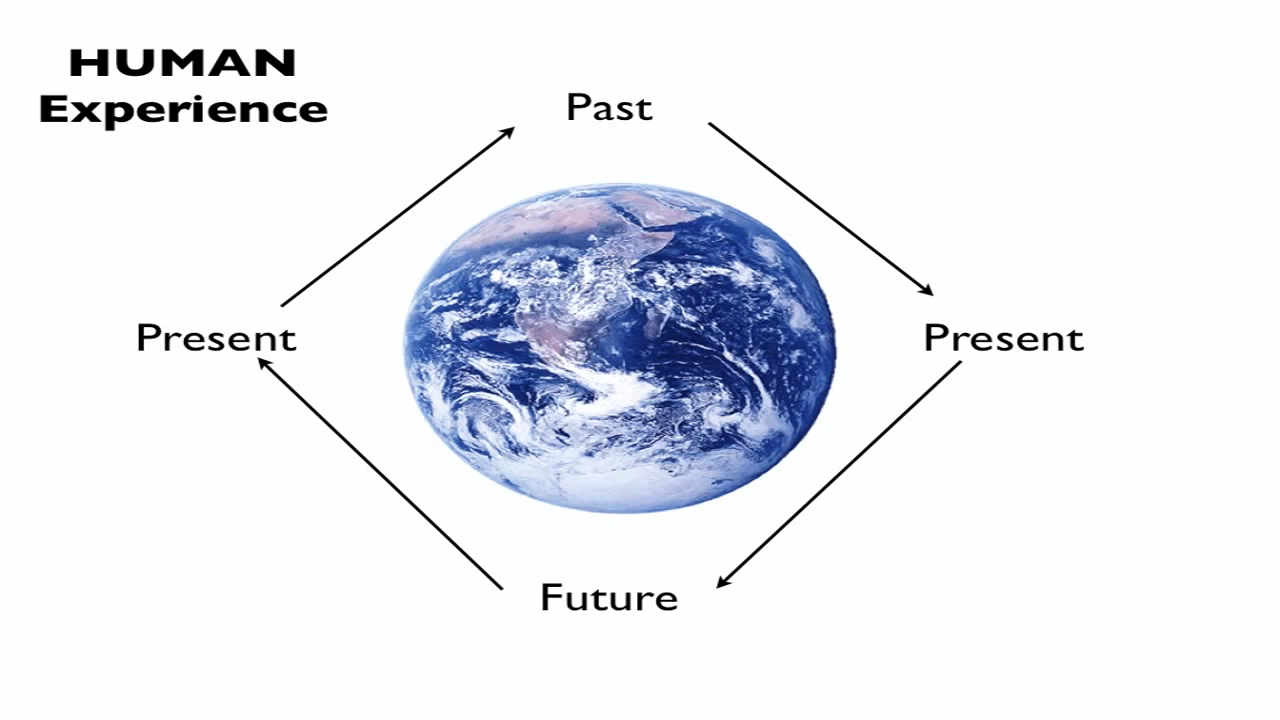 HUMAN
Experience
Past
Present
Present
Future